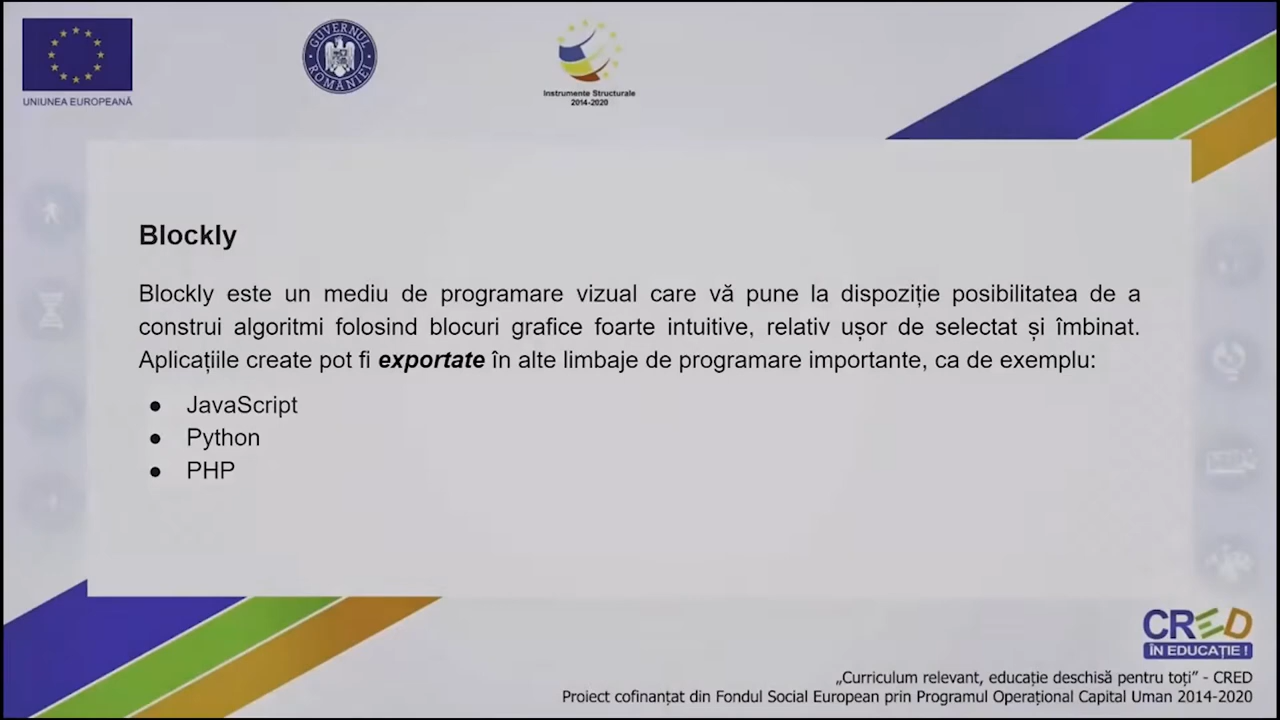 UNIUNEA EUROPEANĂ
GUVERNUL ROMÂNIEI
Instrumente Structurale
2014-2020
Blockly
Blockly este un mediu de programare vizual care vă pune la dispoziție posibilitatea de a
construi algoritmi folosind blocuri grafice foarte intuitive, relativ ușor de selectat și îmbinat.
Aplicațiile create pot fi exportate în alte limbaje de programare importante, ca de exemplu:
● JavaScript
● Python
● PHP
CRED
ÎN EDUCAȚIE !
„Curriculum relevant, educație deschisă pentru toți” - CRED
Proiect cofinanțat din Fondul Social European prin Programul Operațional Capital Uman 2014-2020